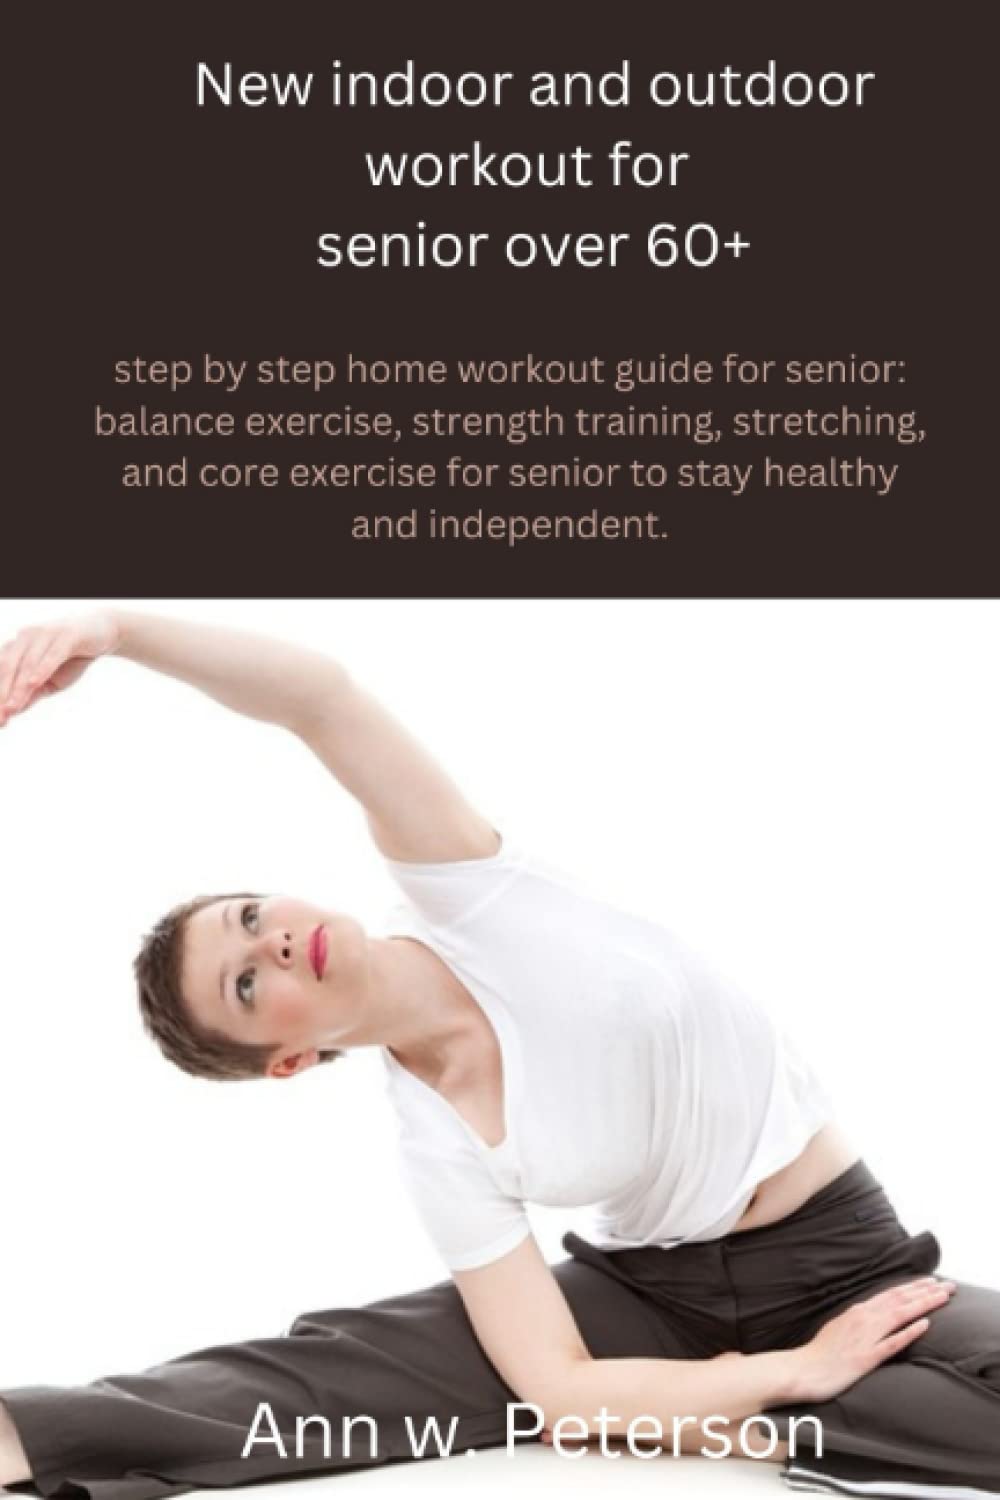 New indoor and outdoor
workout for
senior over 60+
step by step home workout guide for senior:
balance exercise, strength training, stretching,
and core exercise for senior to stay healthy
and independent.
Ann w. Peterson